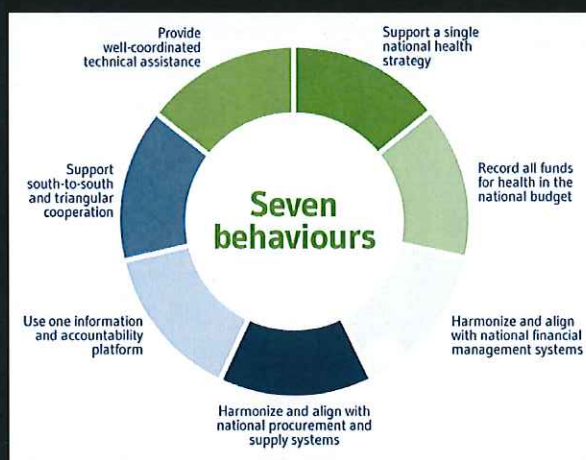 Seven
behaviours
Support a single
national health
strategy
Record all funds
for health in the
national budget
Harmonize and align
with national financial
management systems
Harmonize and align with
national procurement and
supply systems
Use one information
and accountability
platform
Support
south-to-south
and triangular
cooperation
Provide
well-coordinated
technical assistance